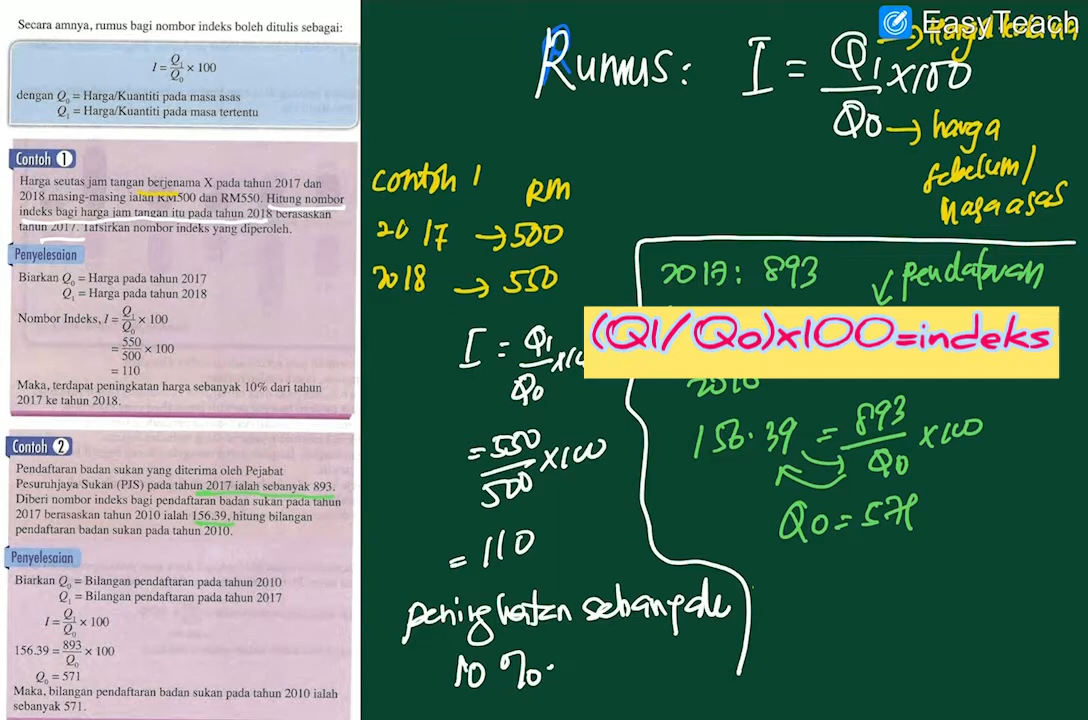 Secara amnya, rumus bagi nombor indeks boleh ditulis sebagai:
I = Q₁/Q₀ × 100
dengan Q₀ = Harga/Kuantiti pada masa asas
Q₁ = Harga/Kuantiti pada masa tertentu
Contoh 1
Harga seutas jam tangan berjenama X pada tahun 2017 dan
2018 masing-masing ialah RM500 dan RM550. Hitung nombor
indeks bagi harga jam tangan itu pada tahun 2018 berasaskan
tahun 2017. Tafsirkan nombor indeks yang diperoleh.
Penyelesaian
Biarkan Q₀ = Harga pada tahun 2017
Q₁ = Harga pada tahun 2018
Nombor Indeks, I = Q₁/Q₀ × 100
= 550/500 × 100
= 110
Maka, terdapat peningkatan harga sebanyak 10% dari tahun
2017 ke tahun 2018.
Contoh 2
Pendaftaran badan sukan yang diterima oleh Pejabat
Pesuruhjaya Sukan (PJS) pada tahun 2017 ialah sebanyak 893.
Diberi nombor indeks bagi pendaftaran badan sukan pada tahun
2017 berasaskan tahun 2010 ialah 156.39, hitung bilangan
pendaftaran badan sukan pada tahun 2010.
Penyelesaian
Biarkan Q₀ = Bilangan pendaftaran pada tahun 2010
Q₁ = Bilangan pendaftaran pada tahun 2017
I = Q₁/Q₀ × 100
156.39 = 893/Q₀ × 100
Q₀ = 571
Maka, bilangan pendaftaran badan sukan pada tahun 2010 ialah
sebanyak 571.
EasyTeach
Rumus: I = Q1/Q0 × 100
→ harga
sebelum/
masa asas
Contoh 1
RM
2017 → 500
2018 → 550
I = Q1/Q0
= 550/500 × 100
= 110
peningkatan sebanyak
10%.
2017: 893
pendaftaran
(Q1/Q0)x100=indeks
2010
156.39 = 893/Q0 × 100
Q0 = 571